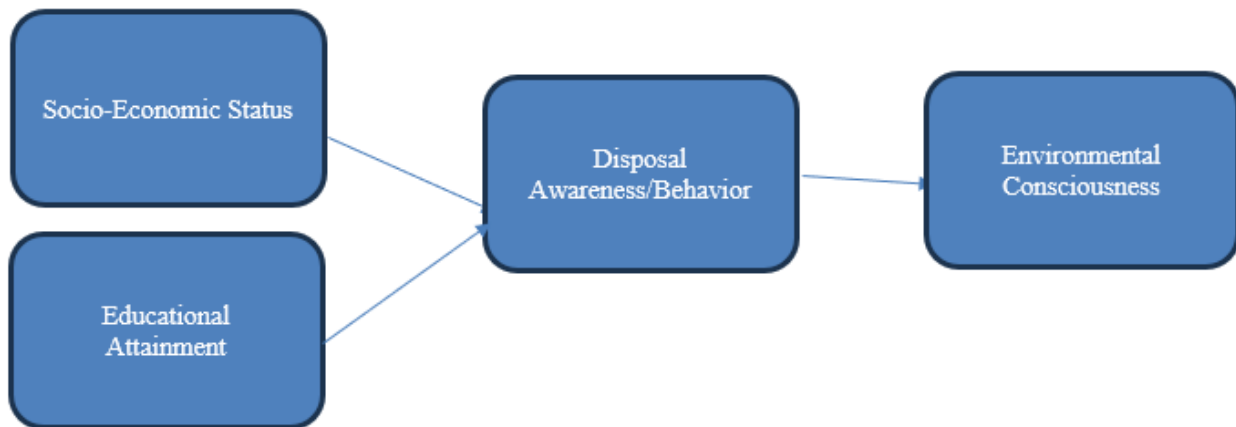 Socio-Economic Status
Educational
Attainment
Disposal
Awareness/Behavior
Environmental
Consciousness